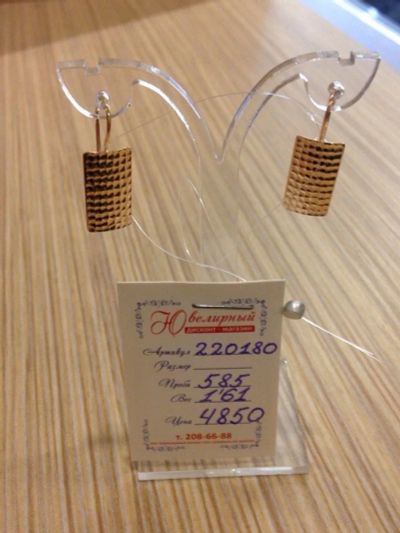 Ювелирный
ДИСКОНТ - МАГАЗИН
Артикул 220180
Размер
Проба 585
Вес 1'61
Цена 4850
т. 208-66-88